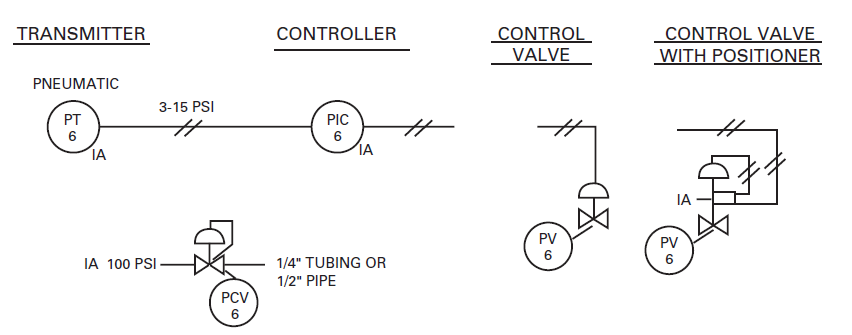 TRANSMITTER
CONTROLLER
CONTROL
VALVE
CONTROL VALVE
WITH POSITIONER
PNEUMATIC
PT
6
IA
3-15 PSI
PIC
6
IA
PV
6
IA
PV
6
IA 100 PSI
1/4" TUBING OR
1/2" PIPE
PCV
6